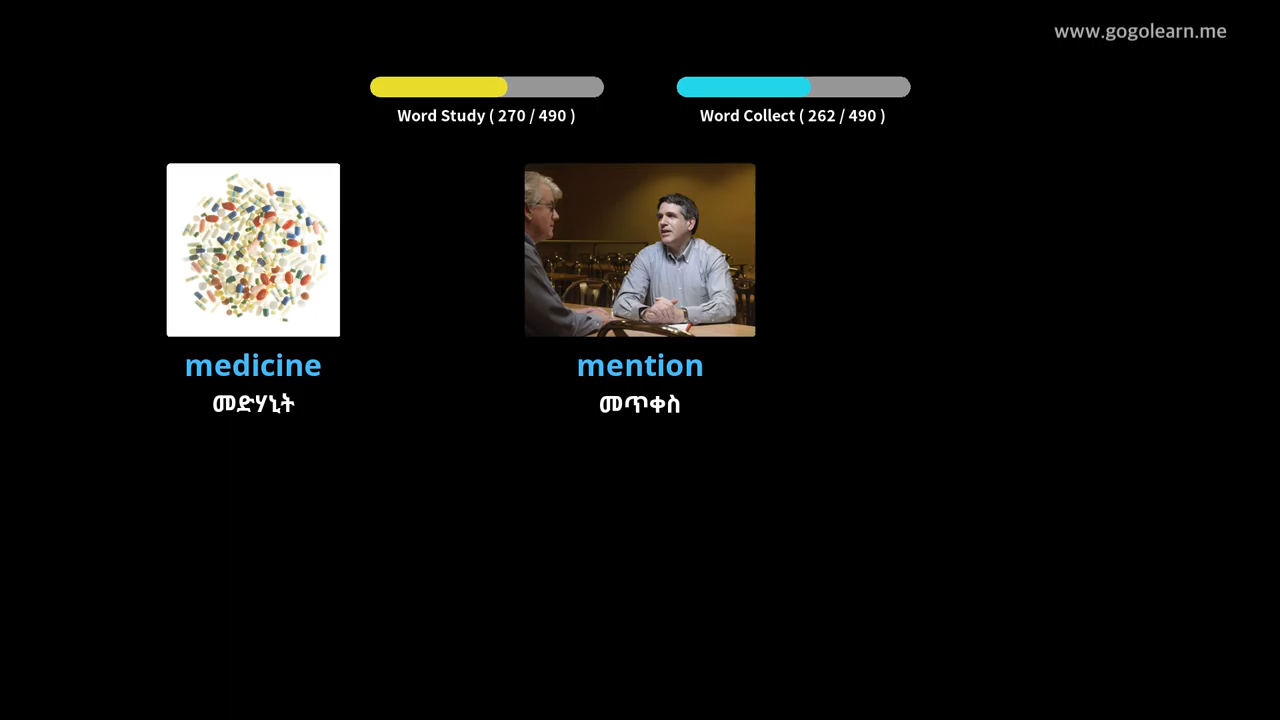 www.gogolearn.me
Word Study ( 270 / 490 )
Word Collect ( 262 / 490 )
medicine
መድሃኒት
mention
መጥቀስ